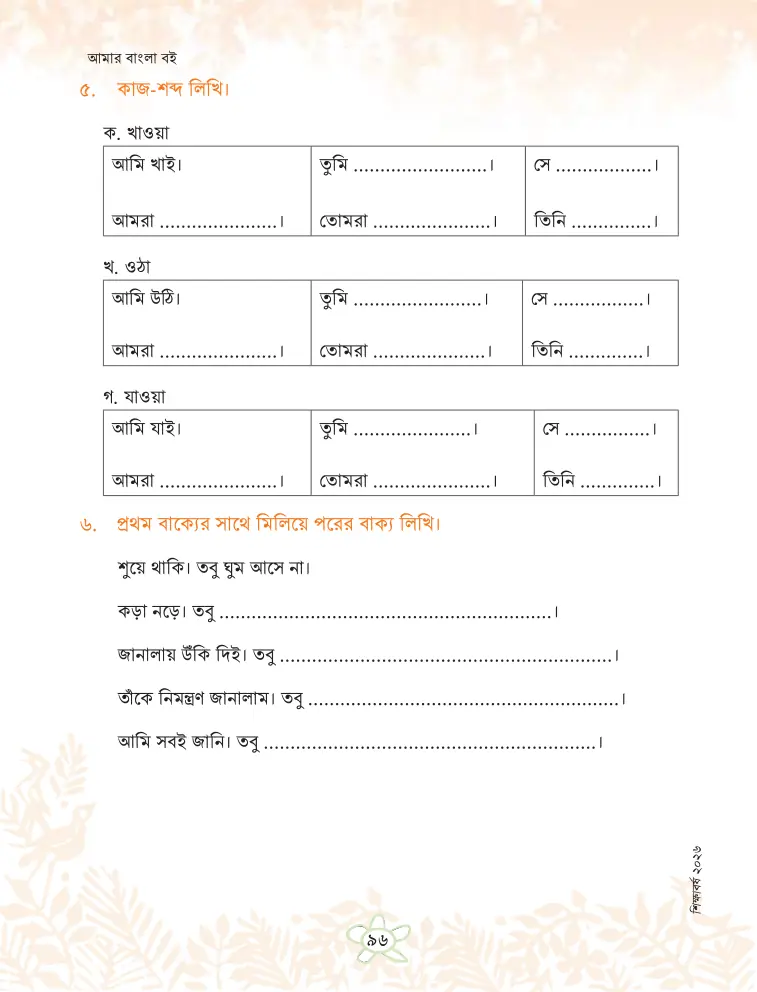 আমার বাংলা বই
৫. কাজ-শব্দ লিখি।
ক. খাওয়া
আমি খাই। তুমি .........................। সে ..................।
আমরা ......................। তোমরা ......................। তিনি ...............।
খ. ওঠা
আমি উঠি। তুমি ........................। সে .................।
আমরা ......................। তোমরা .....................। তিনি ..............।
গ. যাওয়া
আমি যাই। তুমি ......................। সে ................।
আমরা ......................। তোমরা ......................। তিনি ..............।
৬. প্রথম বাক্যের সাথে মিলিয়ে পরের বাক্য লিখি।
শুয়ে থাকি। তবু ঘুম আসে না।
কড়া নড়ে। তবু ..............................................................।
জানালায় উঁকি দিই। তবু ..............................................................।
তাঁকে নিমন্ত্রণ জানালাম। তবু ..........................................................।
আমি সবই জানি। তবু ..............................................................।
শিক্ষাবর্ষ ২০২৬
৯৬